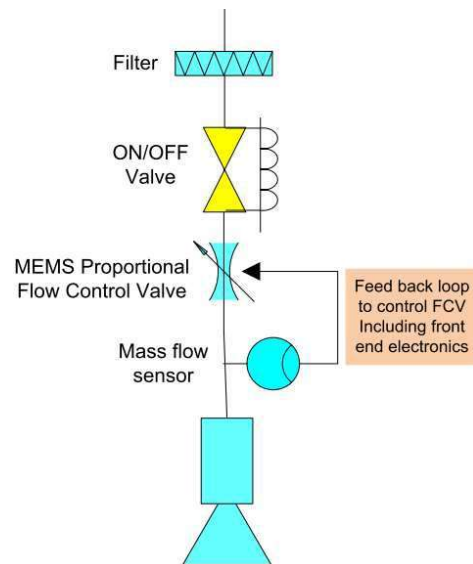 Filter
ON/OFF
Valve
MEMS Proportional
Flow Control Valve
Feed back loop
to control FCV
Including front
end electronics
Mass flow
sensor